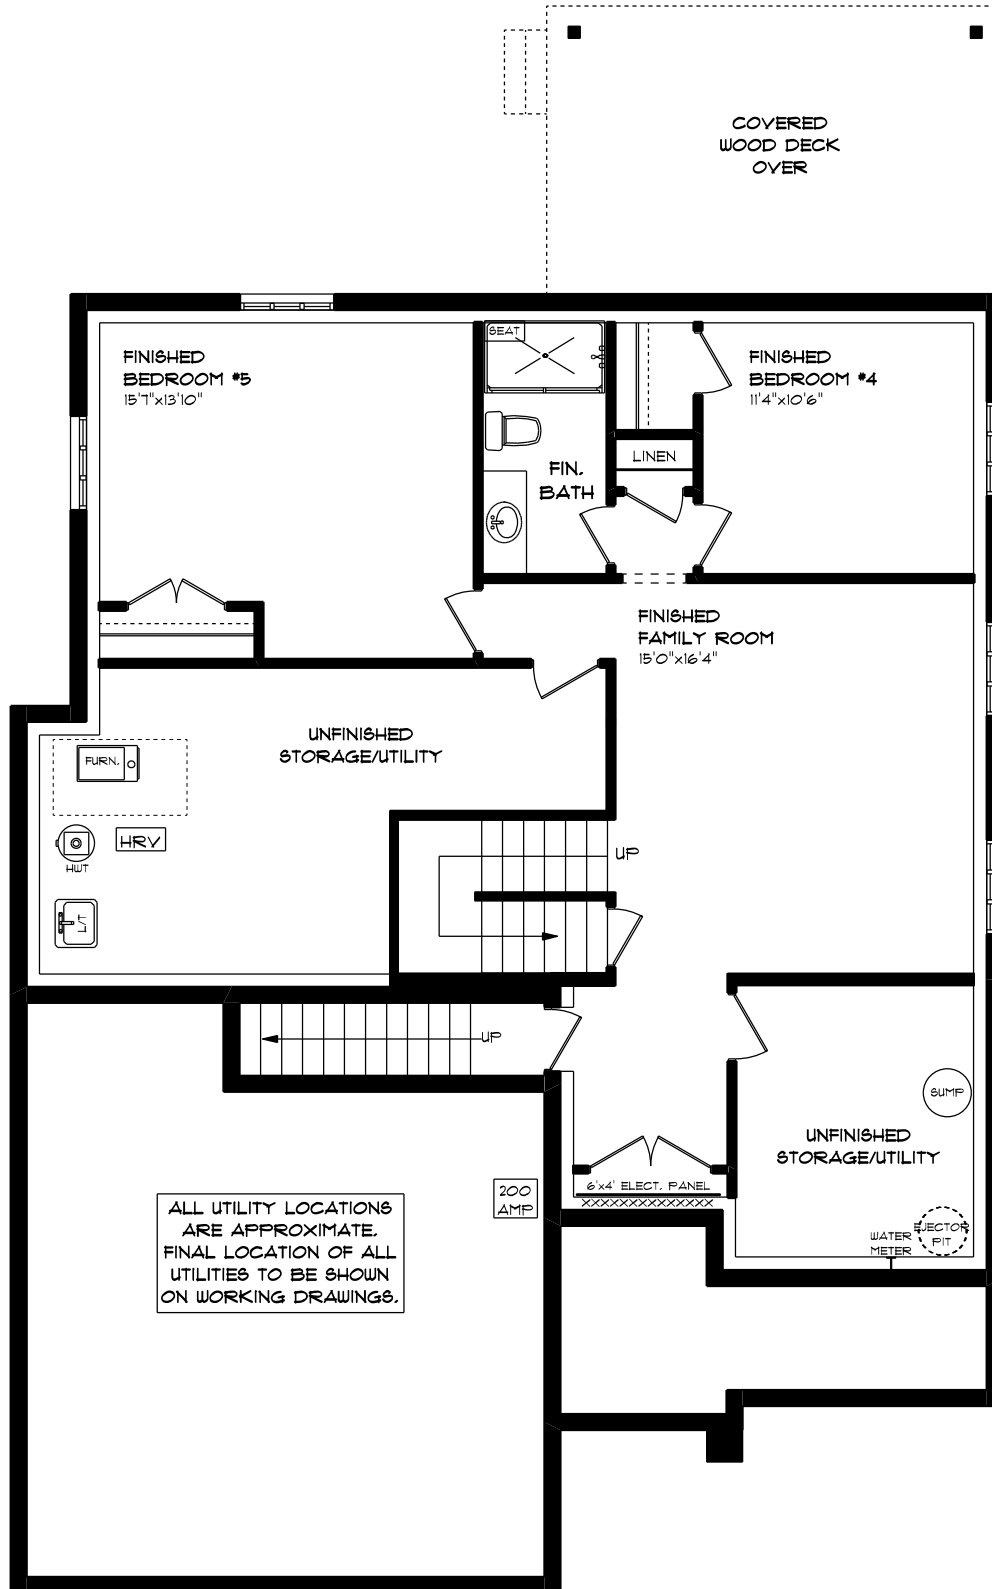 COVERED
WOOD DECK
OVER
SEAT
FINISHED
BEDROOM #5
15'7"x13'10"
FINISHED
BEDROOM #4
11'4"x10'6"
LINEN
FIN.
BATH
FINISHED
FAMILY ROOM
15'0"x16'4"
UNFINISHED
STORAGE/UTILITY
FURN.
HRV
HWT
UP
L/T
UP
SUMP
UNFINISHED
STORAGE/UTILITY
6'x4' ELECT. PANEL
200
AMP
ALL UTILITY LOCATIONS
ARE APPROXIMATE.
FINAL LOCATION OF ALL
UTILITIES TO BE SHOWN
ON WORKING DRAWINGS.
EJECTOR
PIT
WATER
METER